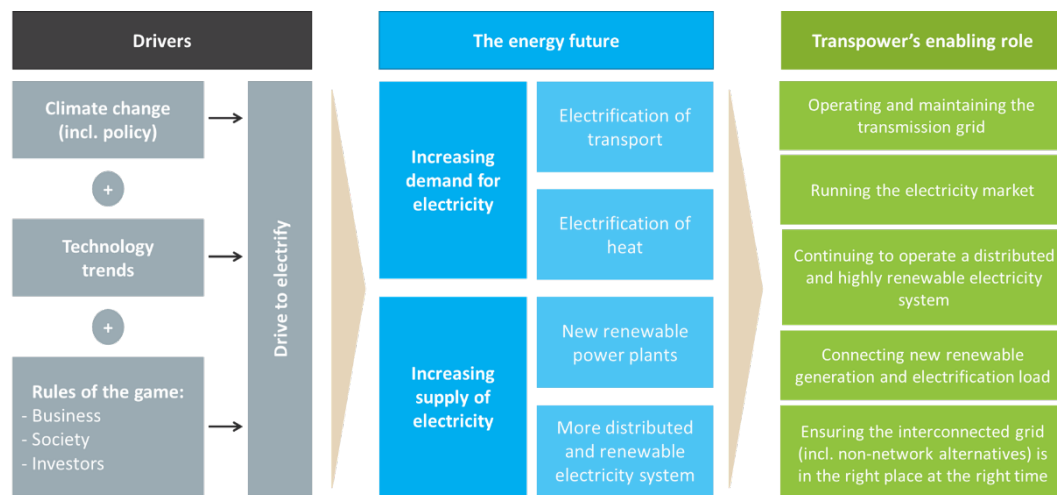 Drivers
Climate change
(incl. policy)
+
Technology
trends
+
Rules of the game:
- Business
- Society
- Investors
Drive to electrify
The energy future
Increasing
demand for
electricity
Electrification of
transport
Electrification of
heat
Increasing
supply of
electricity
New renewable
power plants
More distributed
and renewable
electricity system
Transpower’s enabling role
Operating and maintaining the
transmission grid
Running the electricity market
Continuing to operate a distributed
and highly renewable electricity
system
Connecting new renewable
generation and electrification load
Ensuring the interconnected grid
(incl. non-network alternatives) is
in the right place at the right time